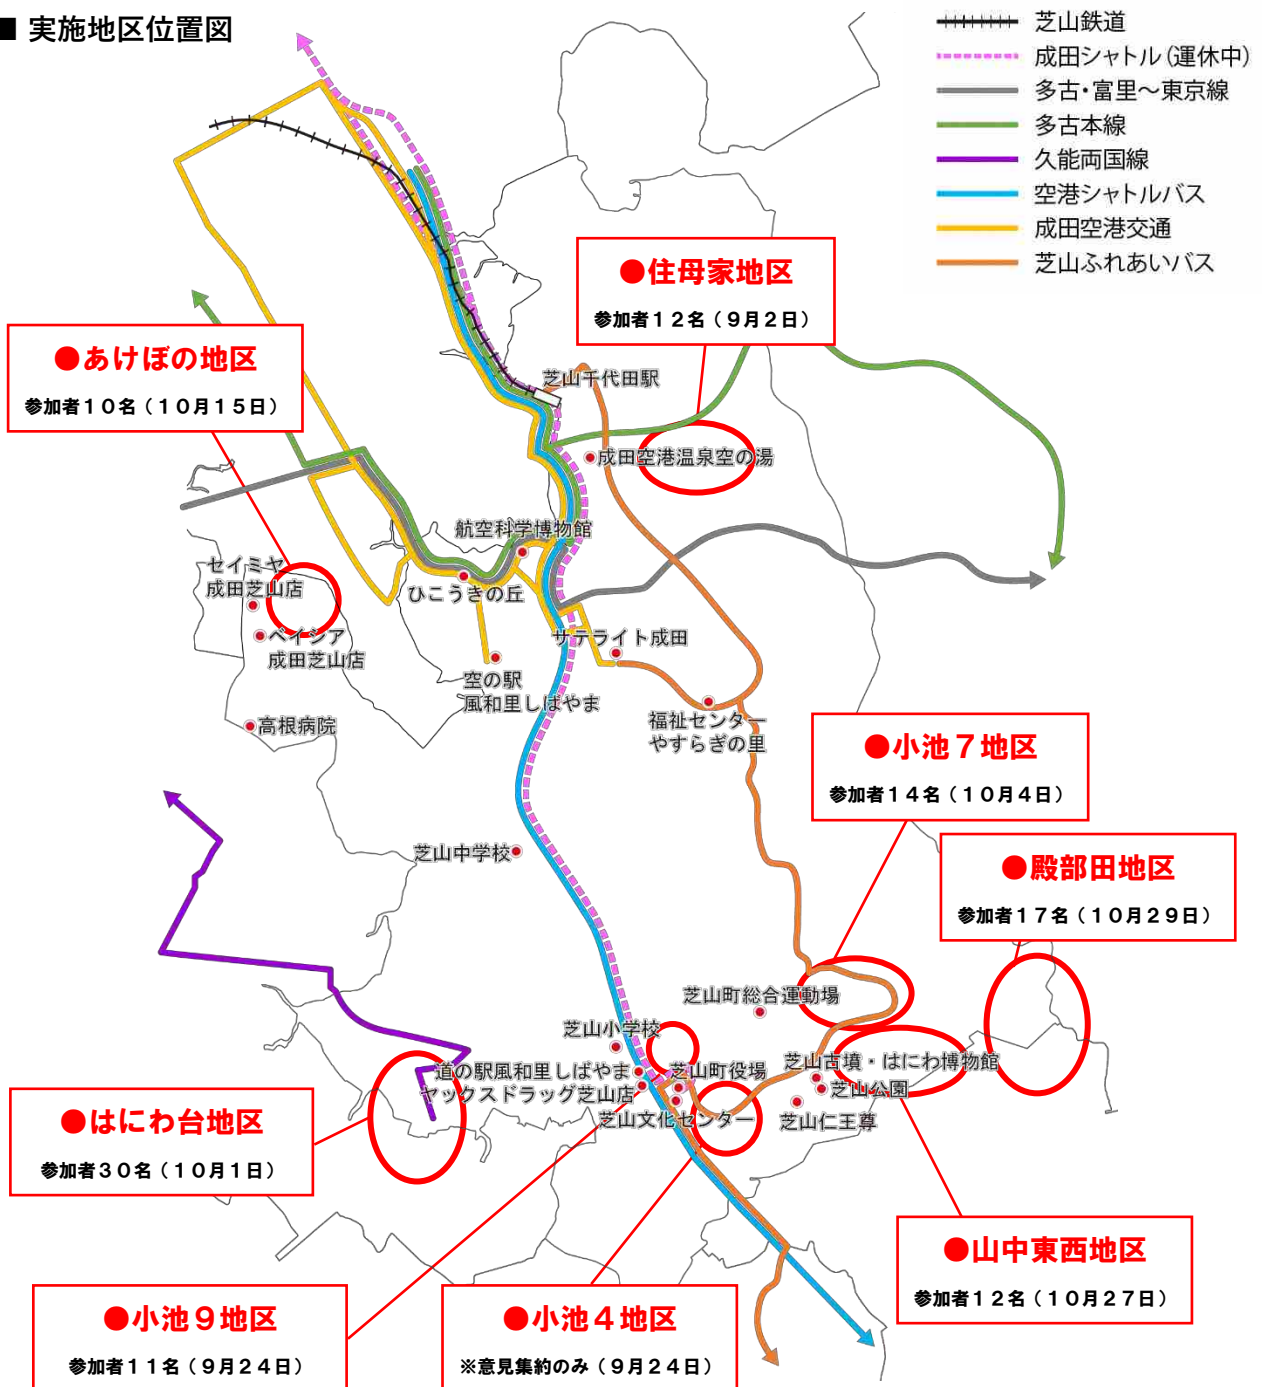 ■ 実施地区位置図
芝山鉄道
成田シャトル(運休中)
多古・富里～東京線
多古本線
久能両国線
空港シャトルバス
成田空港交通
芝山ふれあいバス
●住母家地区
参加者12名（9月2日）
●あけぼの地区
参加者10名（10月15日）
芝山千代田駅
成田空港温泉空の湯
航空科学博物館
セイミヤ
成田芝山店
ひこうきの丘
ベイシア
成田芝山店
サテライト成田
空の駅
風和里しばやま
高根病院
福祉センター
やすらぎの里
●小池7地区
参加者14名（10月4日）
芝山中学校
●殿部田地区
参加者17名（10月29日）
芝山町総合運動場
芝山小学校
道の駅風和里しばやま
芝山町役場
芝山古墳・はにわ博物館
ヤックスドラッグ芝山店
芝山公園
芝山文化センター
芝山仁王尊
●はにわ台地区
参加者30名（10月1日）
●山中東西地区
参加者12名（10月27日）
●小池9地区
参加者11名（9月24日）
●小池4地区
※意見集約のみ（9月24日）